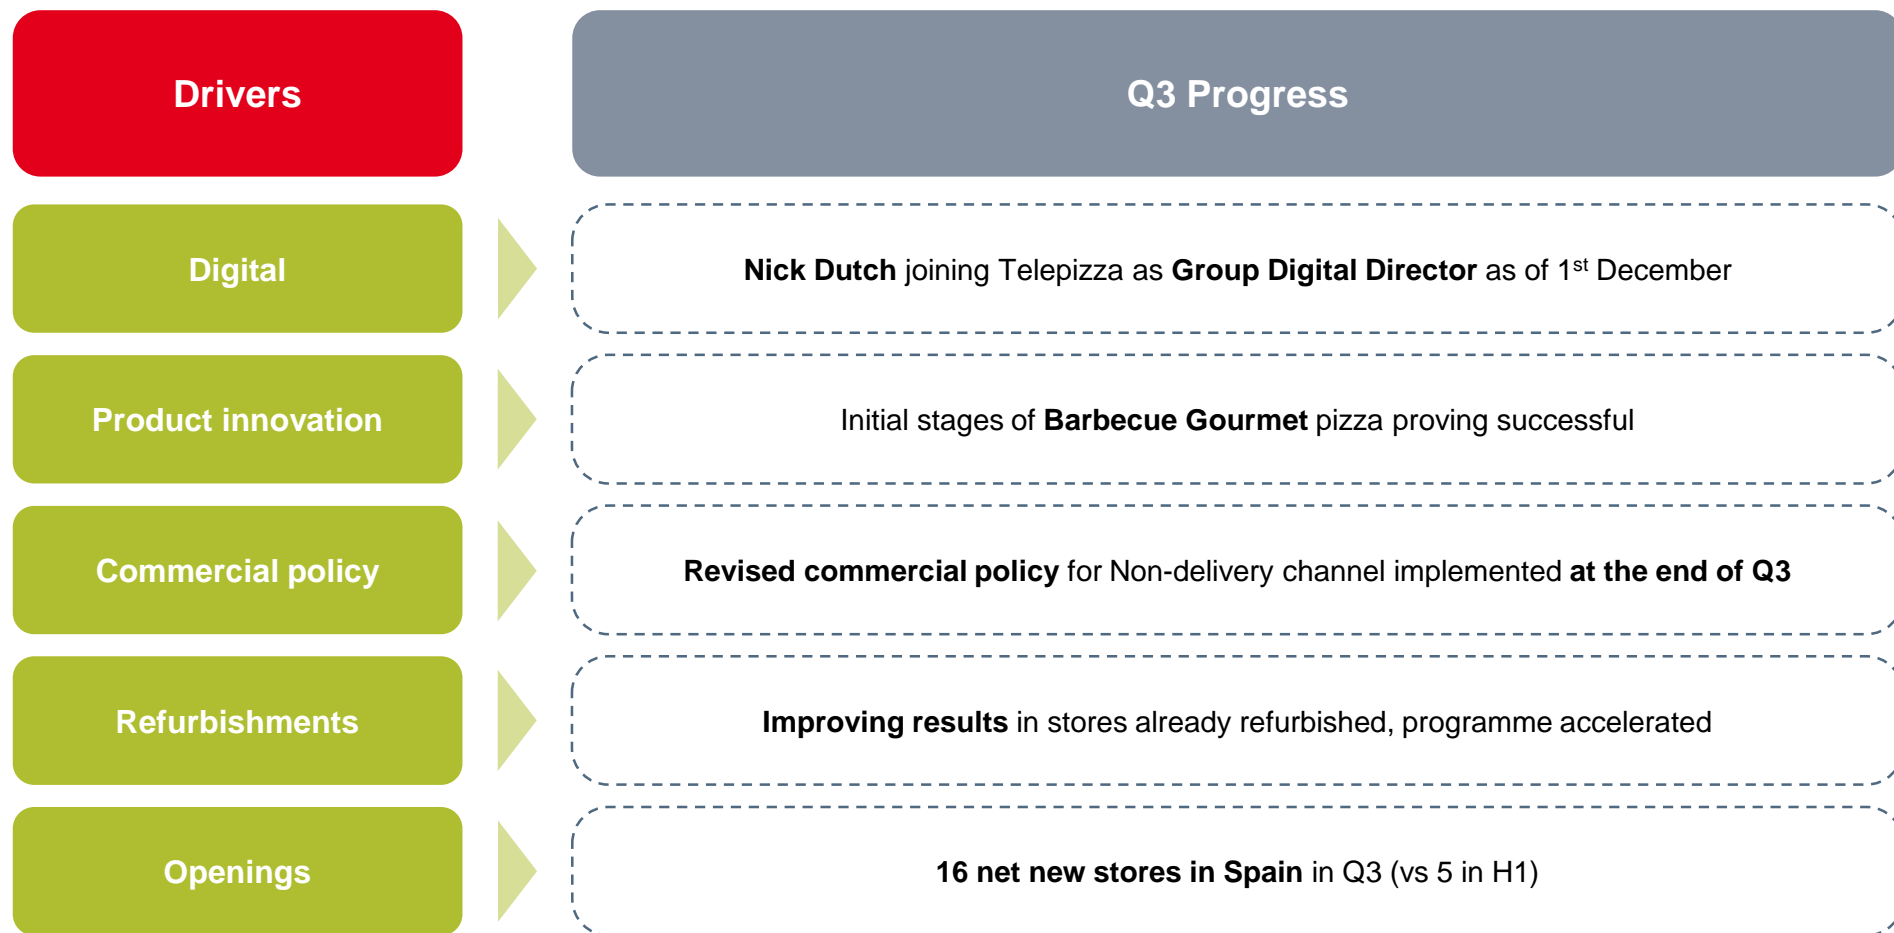 Drivers
Q3 Progress
Digital
Nick Dutch joining Telepizza as Group Digital Director as of 1st December
Product innovation
Initial stages of Barbecue Gourmet pizza proving successful
Commercial policy
Revised commercial policy for Non-delivery channel implemented at the end of Q3
Refurbishments
Improving results in stores already refurbished, programme accelerated
Openings
16 net new stores in Spain in Q3 (vs 5 in H1)